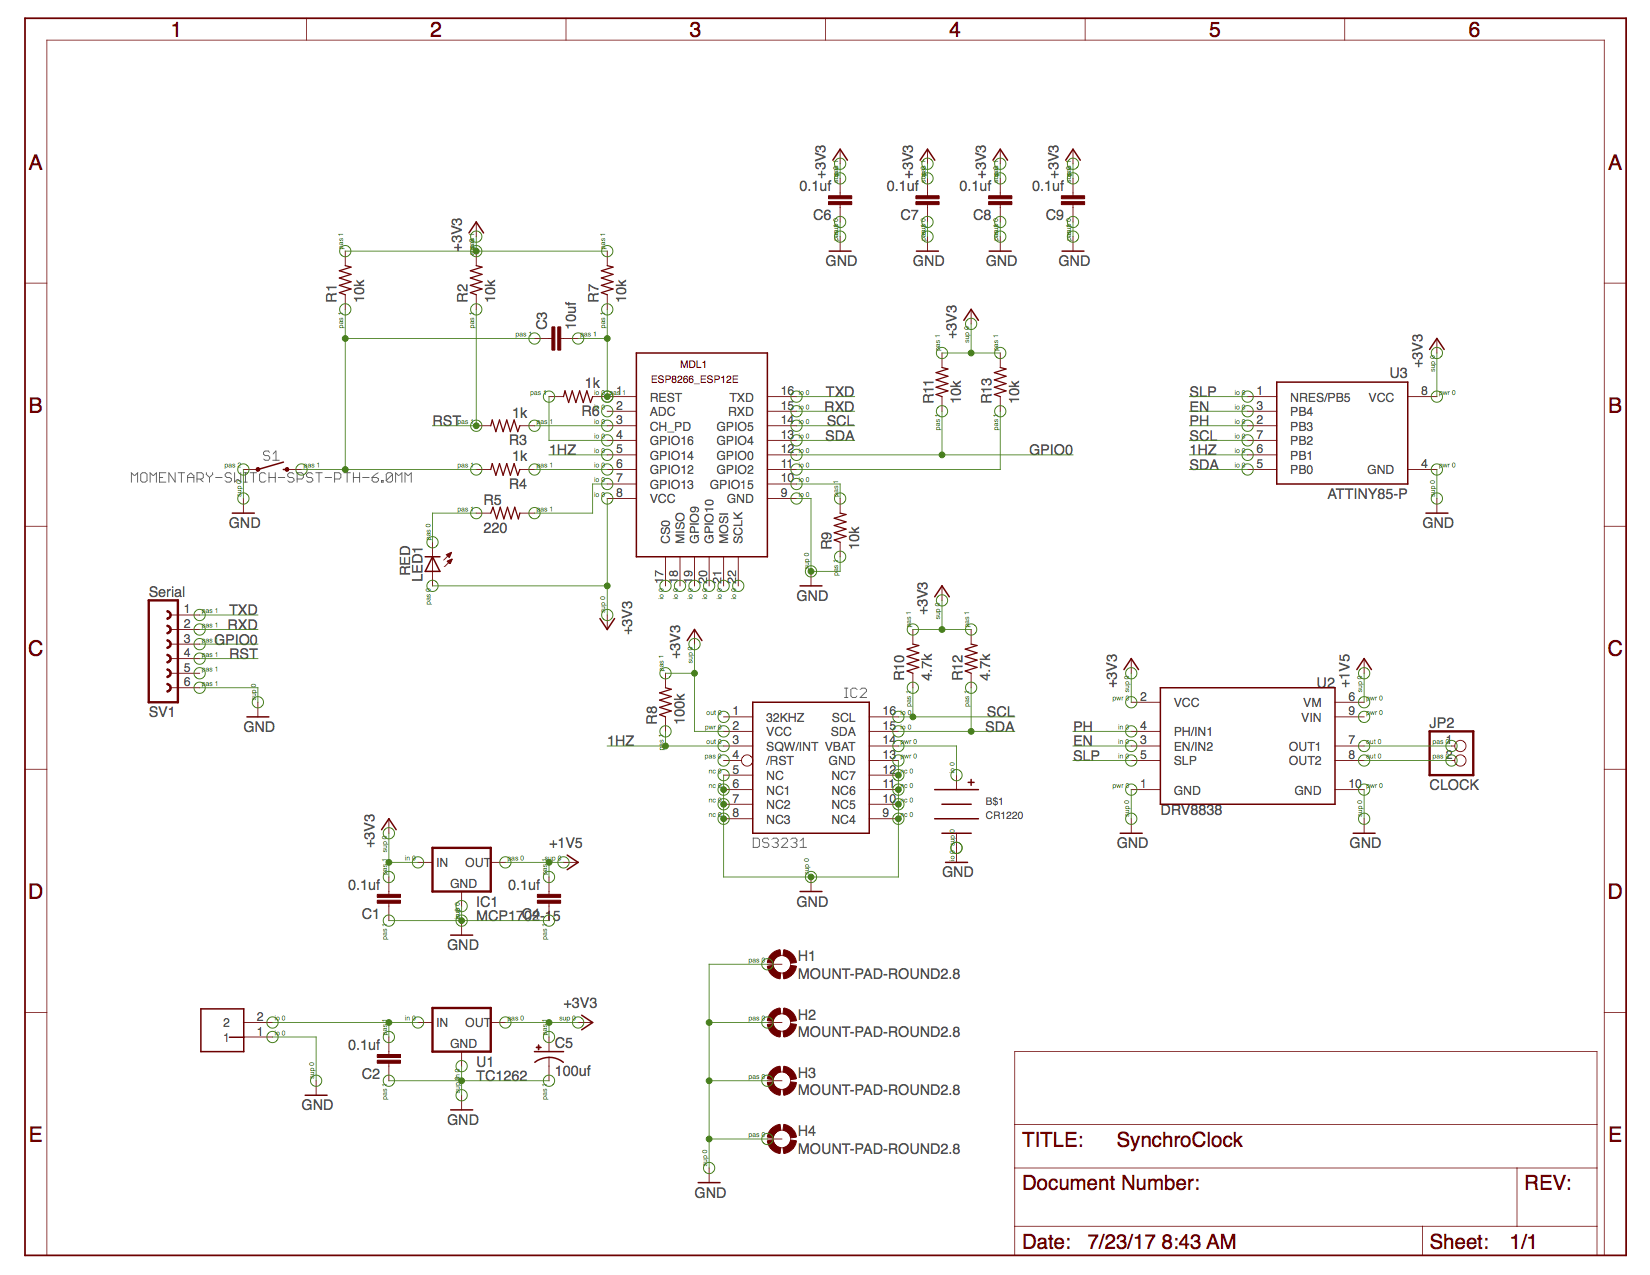 1 2 3 4 5 6
A A
B B
C C
D D
E E
+3V3 +3V3 +3V3 +3V3
0.1uf 0.1uf 0.1uf 0.1uf
C6 C7 C8 C9
GND GND GND GND
+3V3
R1 10k
R2 10k
R7 10k
C3 10uf
MDL1
ESP8266_ESP12E
1 REST
2 ADC
3 CH_PD
4 GPIO16
5 GPIO14
6 GPIO12
7 GPIO13
8 VCC
TXD 16 TXD
RXD 15 RXD
GPIO5 14 SCL
GPIO4 13 SDA
GPIO0 12 GPIO0
GPIO2 11
GPIO15 10
GND 9
CS0 MISO GPIO9 GPIO10 MOSI SCLK
17 18 19 20 21 22
1k
R6
RST
1k
R3
1HZ
1k
R4
S1
MOMENTARY-SWITCH-SPST-PTH-6.0MM
GND
R5
220
RED
LED1
+3V3
R9 10k
GND
+3V3
R11 10k
R13 10k
U3
+3V3
SLP 1 NRES/PB5
EN 3 PB4
PH 2 PB3
SCL 7 PB2
1HZ 6 PB1
SDA 5 PB0
VCC 8
GND 4
ATTINY85-P
GND
Serial
1 TXD
2 RXD
3 GPIO0
4 RST
5
6
SV1
GND
+3V3
R8 100k
1HZ
+3V3
R10 4.7k
R12 4.7k
IC2
1 32KHZ
2 VCC
3 SQW/INT
4 /RST
5 NC
6 NC1
7 NC2
8 NC3
SCL 16 SCL
SDA 15 SDA
VBAT 14
GND 13
NC7 12
NC6 11
NC5 10
NC4 9
DS3231
GND
+
B$1
CR1220
GND
U2
+3V3
+1V5
2 VCC
PH 4 PH/IN1
EN 3 EN/IN2
SLP 5 SLP
1 GND
VM 6
VIN 9
OUT1 7
OUT2 8
GND 10
DRV8838
GND GND
JP2
1
2
CLOCK
+3V3 +1V5
IN OUT
GND
0.1uf 0.1uf
C1 C4
IC1
MCP1702-15
GND
2 2
1 1
GND
+3V3
IN OUT
GND
0.1uf
C2
U1
TC1262
+ C5
100uf
GND
H1
MOUNT-PAD-ROUND2.8
H2
MOUNT-PAD-ROUND2.8
H3
MOUNT-PAD-ROUND2.8
H4
MOUNT-PAD-ROUND2.8
GND
TITLE: SynchroClock
Document Number:
REV:
Date: 7/23/17 8:43 AM
Sheet: 1/1